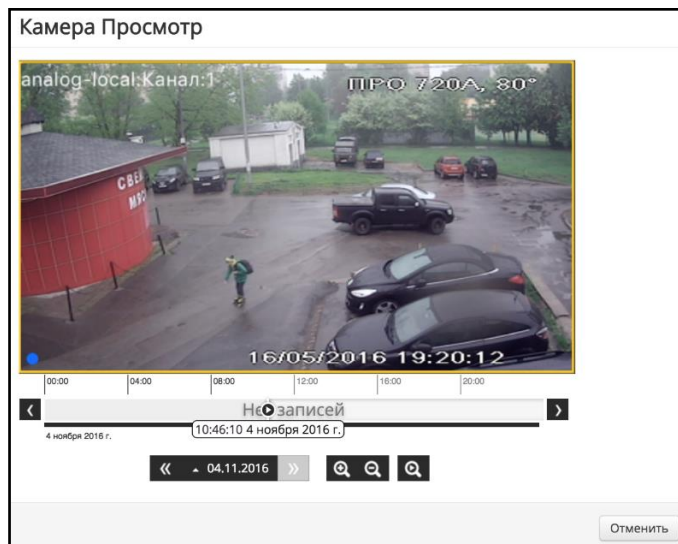 Камера Просмотр
analog-local:Канал:1
ПРО 720A, 80°
СВЕ
МЯС
16/05/2016 19:20:12
00:00 04:00 08:00 12:00 16:00 20:00
Нет записей
10:46:10 4 ноября 2016 г.
4 ноября 2016 г.
04.11.2016
Отменить